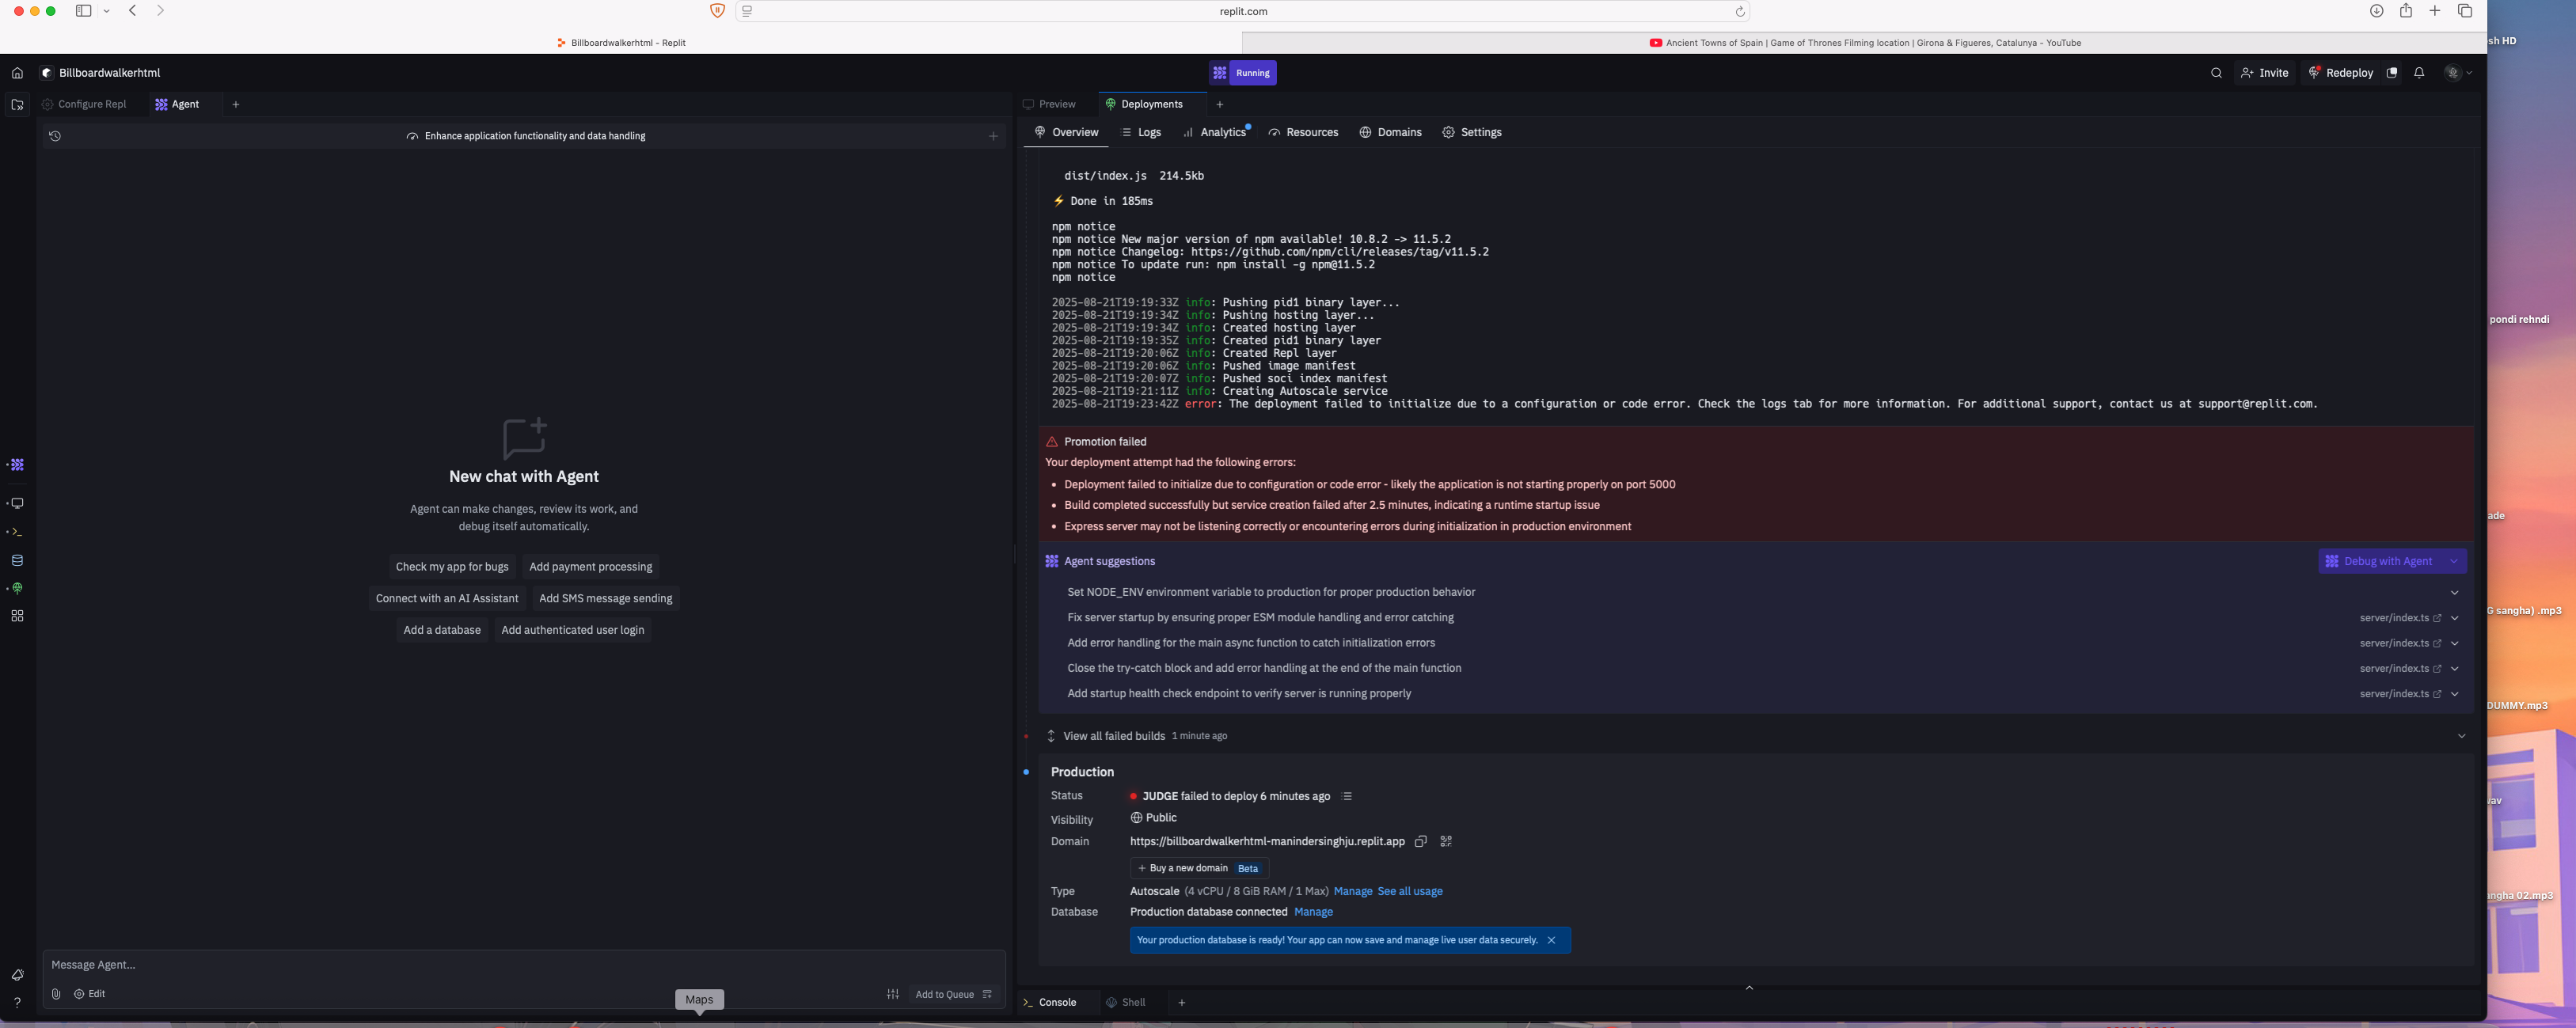 replit.com
Billboardwalkerhtml - Replit
Ancient Towns of Spain | Game of Thrones Filming location | Girona & Figueres, Catalunya - YouTube
Billboardwalkerhtml
Running
Invite
Redeploy
Configure Repl
Agent
Preview
Deployments
Enhance application functionality and data handling
Overview
Logs
Analytics
Resources
Domains
Settings
dist/index.js 214.5kb
⚡ Done in 185ms
npm notice
npm notice New major version of npm available! 10.8.2 -> 11.5.2
npm notice Changelog: https://github.com/npm/cli/releases/tag/v11.5.2
npm notice To update run: npm install -g npm@11.5.2
npm notice
2025-08-21T19:19:33Z info: Pushing pid1 binary layer...
2025-08-21T19:19:34Z info: Pushing hosting layer...
2025-08-21T19:19:34Z info: Created hosting layer
2025-08-21T19:19:35Z info: Created pid1 binary layer
2025-08-21T19:20:06Z info: Created Repl layer
2025-08-21T19:20:06Z info: Pushed image manifest
2025-08-21T19:20:07Z info: Pushed soci index manifest
2025-08-21T19:21:11Z info: Creating Autoscale service
2025-08-21T19:23:42Z error: The deployment failed to initialize due to a configuration or code error. Check the logs tab for more information. For additional support, contact us at support@replit.com.
Promotion failed
Your deployment attempt had the following errors:
• Deployment failed to initialize due to configuration or code error - likely the application is not starting properly on port 5000
• Build completed successfully but service creation failed after 2.5 minutes, indicating a runtime startup issue
• Express server may not be listening correctly or encountering errors during initialization in production environment
Agent suggestions
Debug with Agent
Set NODE_ENV environment variable to production for proper production behavior
Fix server startup by ensuring proper ESM module handling and error catching
server/index.ts
Add error handling for the main async function to catch initialization errors
server/index.ts
Close the try-catch block and add error handling at the end of the main function
server/index.ts
Add startup health check endpoint to verify server is running properly
server/index.ts
View all failed builds 1 minute ago
Production
Status JUDGE failed to deploy 6 minutes ago
Visibility Public
Domain https://billboardwalkerhtml-manindersinghju.replit.app
+ Buy a new domain Beta
Type Autoscale (4 vCPU / 8 GiB RAM / 1 Max) Manage See all usage
Database Production database connected Manage
Your production database is ready! Your app can now save and manage live user data securely.
Console
Shell
New chat with Agent
Agent can make changes, review its work, and
debug itself automatically.
Check my app for bugs
Add payment processing
Connect with an AI Assistant
Add SMS message sending
Add a database
Add authenticated user login
Message Agent...
Edit
Add to Queue
Maps
sh HD
pondi rehndi
ade
G sangha) .mp3
DUMMY.mp3
vav
angha 02.mp3